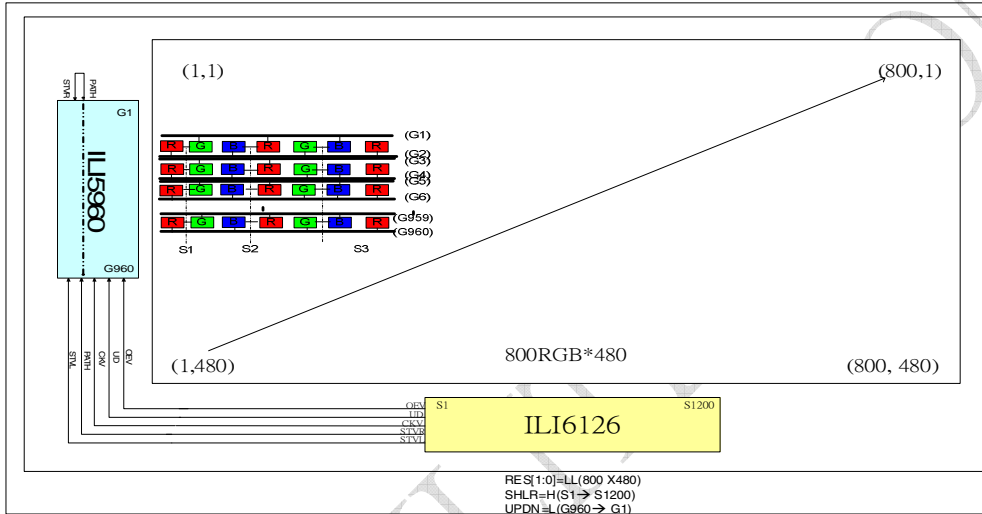 (1,1)
(800,1)
STVR
PATH
G1
ILI5960
G960
R G B R G B R
(G1)
(G2)
R G B R G B R
(G3)
(G4)
R G B R G B R
(G5)
(G6)
R G B R G B R
(G959)
(G960)
S1 S2 S3
(1,480)
800RGB*480
(800, 480)
STVL
PATH
CKV
UD
OEV
OEV
UD
CKV
STVR
STVL
S1
ILI6126
S1200
RES[1:0]=LL(800 X480)
SHLR=H(S1→ S1200)
UPDN =L(G960→ G1)